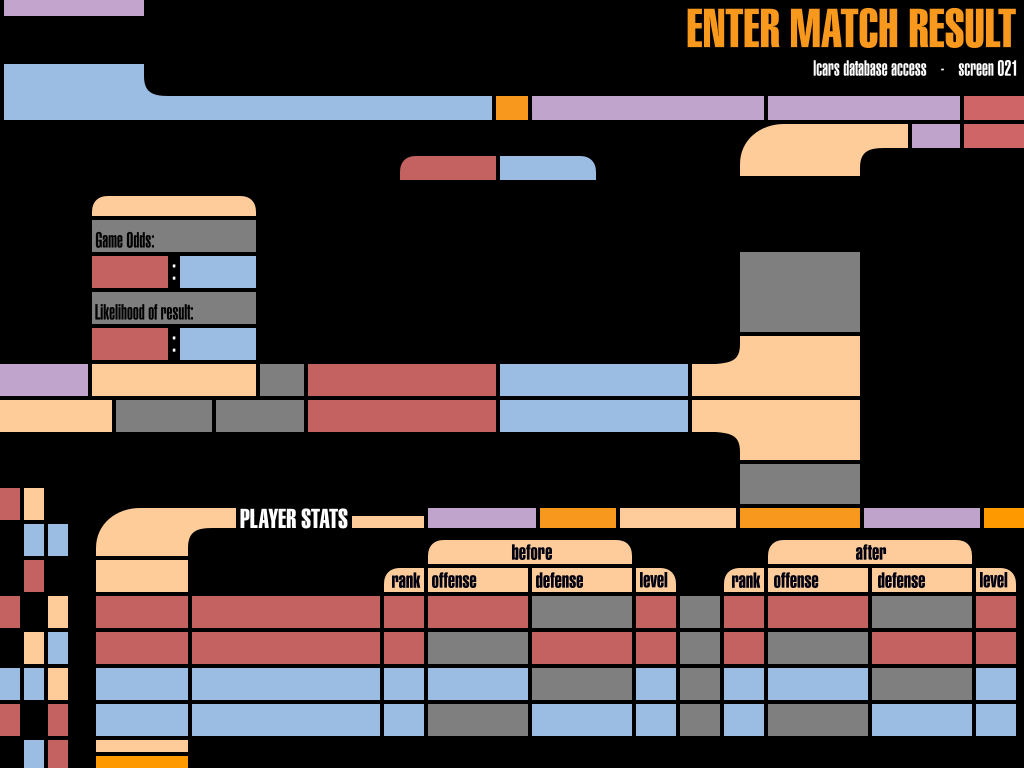 ENTER MATCH RESULT
lcars database access - screen 021
Game Odds:
:
Likelihood of result:
:
PLAYER STATS
before after
rank offense defense level rank offense defense level